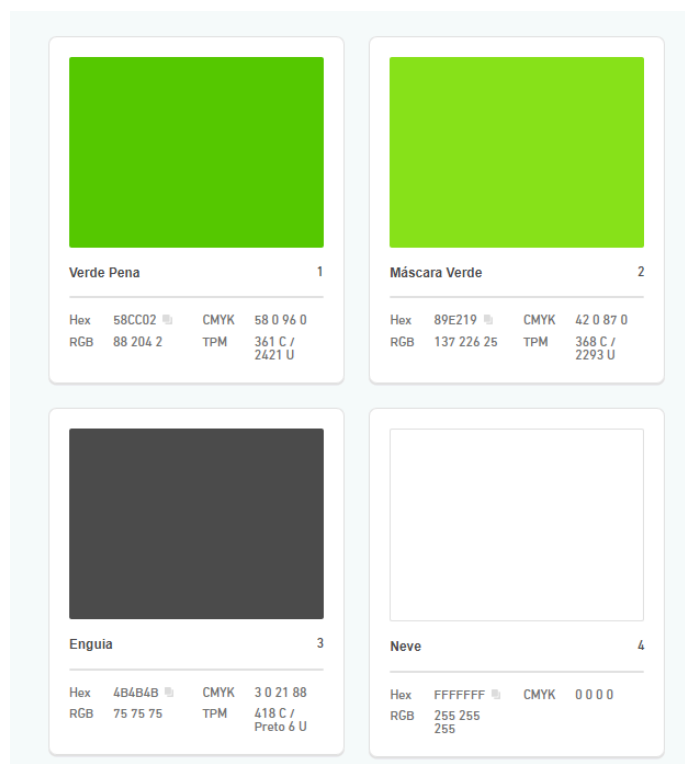 Verde Pena 1
Hex 58CC02 CMYK 58 0 96 0
RGB 88 204 2 TPM 361 C /
2421 U
Máscara Verde 2
Hex 89E219 CMYK 42 0 87 0
RGB 137 226 25 TPM 368 C /
2293 U
Enguia 3
Hex 4B4B4B CMYK 3 0 21 88
RGB 75 75 75 TPM 418 C /
Preto 6 U
Neve 4
Hex FFFFFFF CMYK 0 0 0 0
RGB 255 255
255